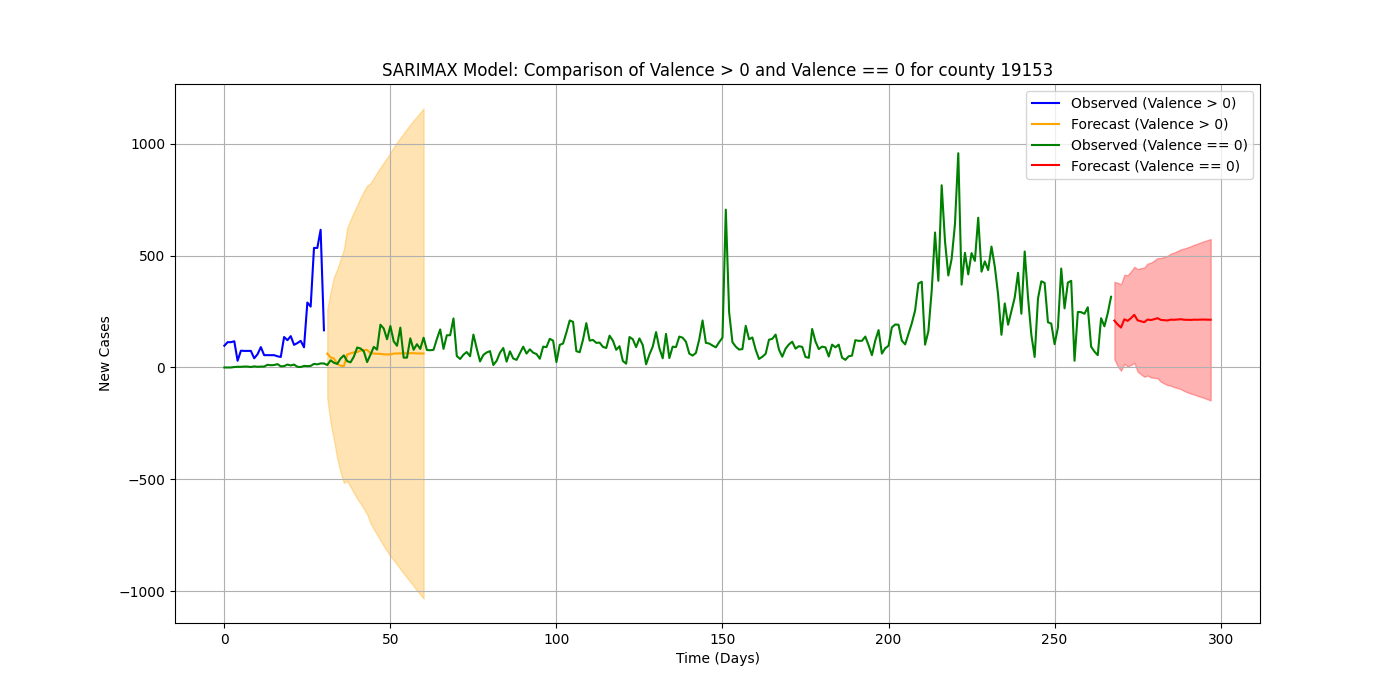 SARIMAX Model: Comparison of Valence > 0 and Valence == 0 for county 19153
Observed (Valence > 0)
Forecast (Valence > 0)
Observed (Valence == 0)
Forecast (Valence == 0)
New Cases
1000
500
0
−500
−1000
0 50 100 150 200 250 300
Time (Days)